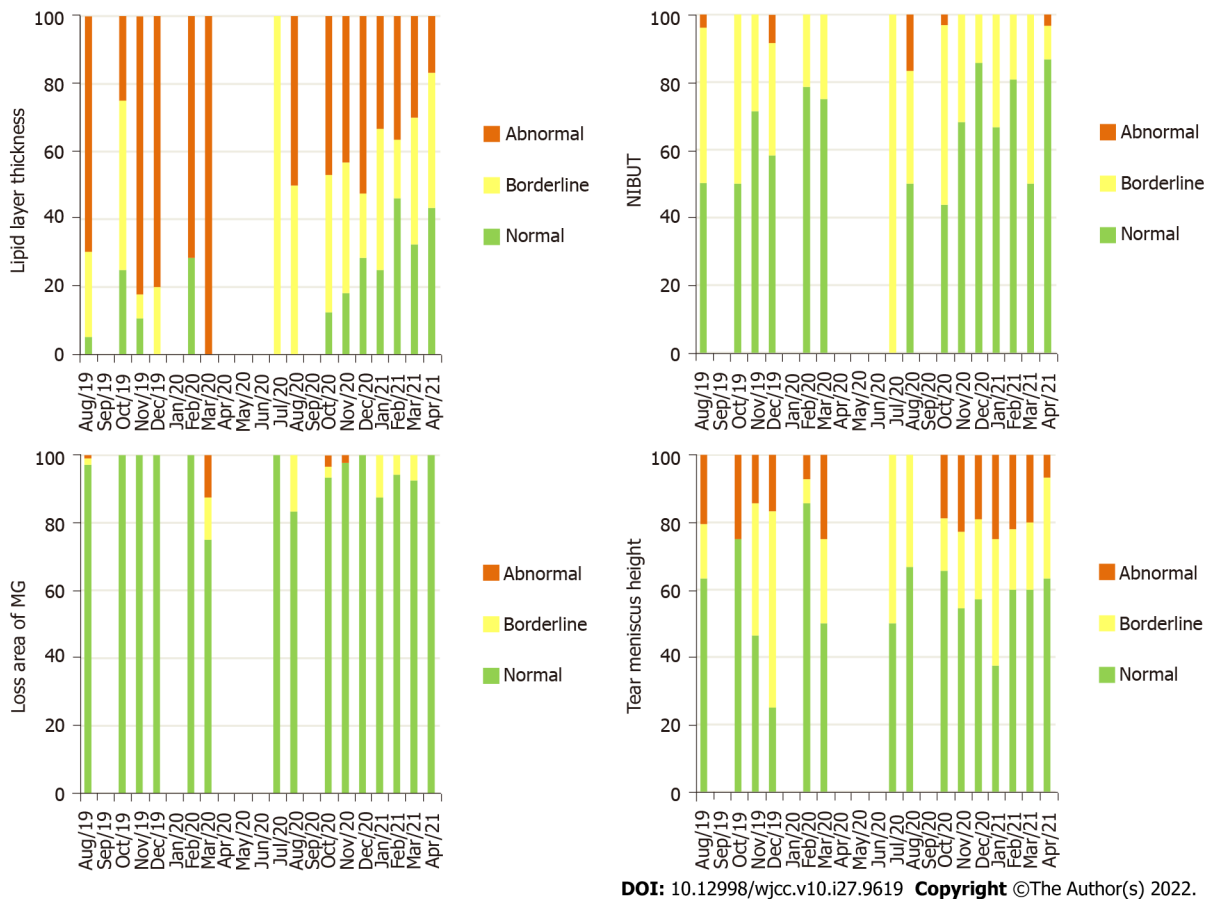 Lipid layer thickness
100
80
60
40
20
0
Aug/19
Sep/19
Oct/19
Nov/19
Dec/19
Jan/20
Feb/20
Mar/20
Apr/20
May/20
Jun/20
Jul/20
Aug/20
Sep/20
Oct/20
Nov/20
Dec/20
Jan/21
Feb/21
Mar/21
Apr/21
Abnormal
Borderline
Normal
NIBUT
100
80
60
40
20
0
Aug/19
Sep/19
Oct/19
Nov/19
Dec/19
Jan/20
Feb/20
Mar/20
Apr/20
May/20
Jun/20
Jul/20
Aug/20
Sep/20
Oct/20
Nov/20
Dec/20
Jan/21
Feb/21
Mar/21
Apr/21
Abnormal
Borderline
Normal
Loss area of MG
100
80
60
40
20
0
Aug/19
Sep/19
Oct/19
Nov/19
Dec/19
Jan/20
Feb/20
Mar/20
Apr/20
May/20
Jun/20
Jul/20
Aug/20
Sep/20
Oct/20
Nov/20
Dec/20
Jan/21
Feb/21
Mar/21
Apr/21
Abnormal
Borderline
Normal
Tear meniscus height
100
80
60
40
20
0
Aug/19
Sep/19
Oct/19
Nov/19
Dec/19
Jan/20
Feb/20
Mar/20
Apr/20
May/20
Jun/20
Jul/20
Aug/20
Sep/20
Oct/20
Nov/20
Dec/20
Jan/21
Feb/21
Mar/21
Apr/21
Abnormal
Borderline
Normal
DOI: 10.12998/wjcc.v10.i27.9619 Copyright ©The Author(s) 2022.